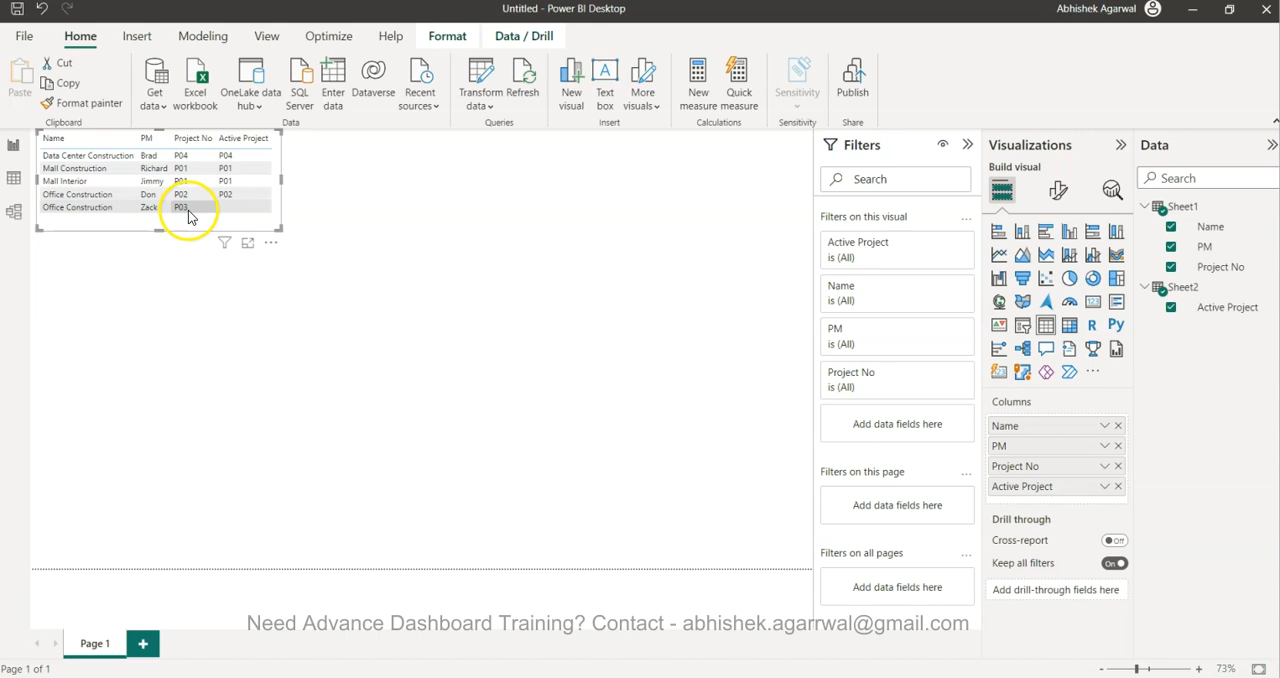 Untitled - Power BI Desktop
Abhishek Agarwal
File Home Insert Modeling View Optimize Help Format Data / Drill
Paste
Cut
Copy
Format painter
Clipboard
Get data
Excel workbook
OneLake data hub
SQL Server
Enter data
Dataverse
Recent sources
Data
Transform data
Refresh
Queries
New visual
Text box
More visuals
Insert
New measure
Quick measure
Calculations
Sensitivity
Sensitivity
Publish
Share
Name PM Project No Active Project
Data Center Construction Brad P04 P04
Mall Construction Richard P01 P01
Mall Interior Jimmy P01 P01
Office Construction Don P02 P02
Office Construction Zack P03
Filters
Search
Filters on this visual
Active Project
is (All)
Name
is (All)
PM
is (All)
Project No
is (All)
Add data fields here
Filters on this page
Add data fields here
Filters on all pages
Add data fields here
Visualizations
Build visual
R Py
Columns
Name
PM
Project No
Active Project
Drill through
Cross-report Off
Keep all filters On
Add drill-through fields here
Data
Search
Sheet1
Name
PM
Project No
Sheet2
Active Project
Need Advance Dashboard Training? Contact - abhishek.agarrwal@gmail.com
Page 1
Page 1 of 1
73%